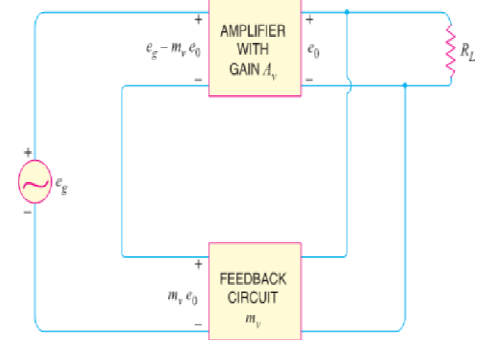 +
+
AMPLIFIER
WITH
GAIN A_v
e_g – m_v e_0
e_0
R_L
–
–
+
e_g
–
+
FEEDBACK
CIRCUIT
m_v
m_v e_0
–